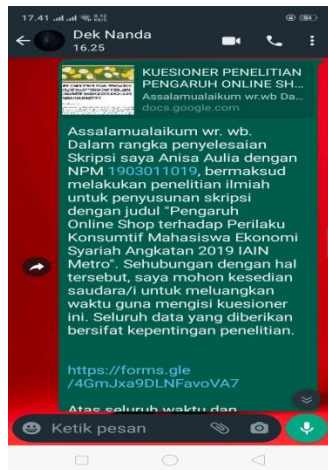 17.41
Dek Nanda
16.25
KUESIONER PENELITIAN
PENGARUH ONLINE SH...
Assalamualaikum wr.wb Da...
docs.google.com
Assalamualaikum wr. wb.
Dalam rangka penyelesaian
Skripsi saya Anisa Aulia dengan
NPM 1903011019, bermaksud
melakukan penelitian ilmiah
untuk penyusunan skripsi
dengan judul "Pengaruh
Online Shop terhadap Perilaku
Konsumtif Mahasiswa Ekonomi
Syariah Angkatan 2019 IAIN
Metro". Sehubungan dengan hal
tersebut, saya mohon kesedian
saudara/i untuk meluangkan
waktu guna mengisi kuesioner
ini. Seluruh data yang diberikan
bersifat kepentingan penelitian.
https://forms.gle
/4GmJxa9DLNFavoVA7
Atas seluruh waktu dan
Ketik pesan